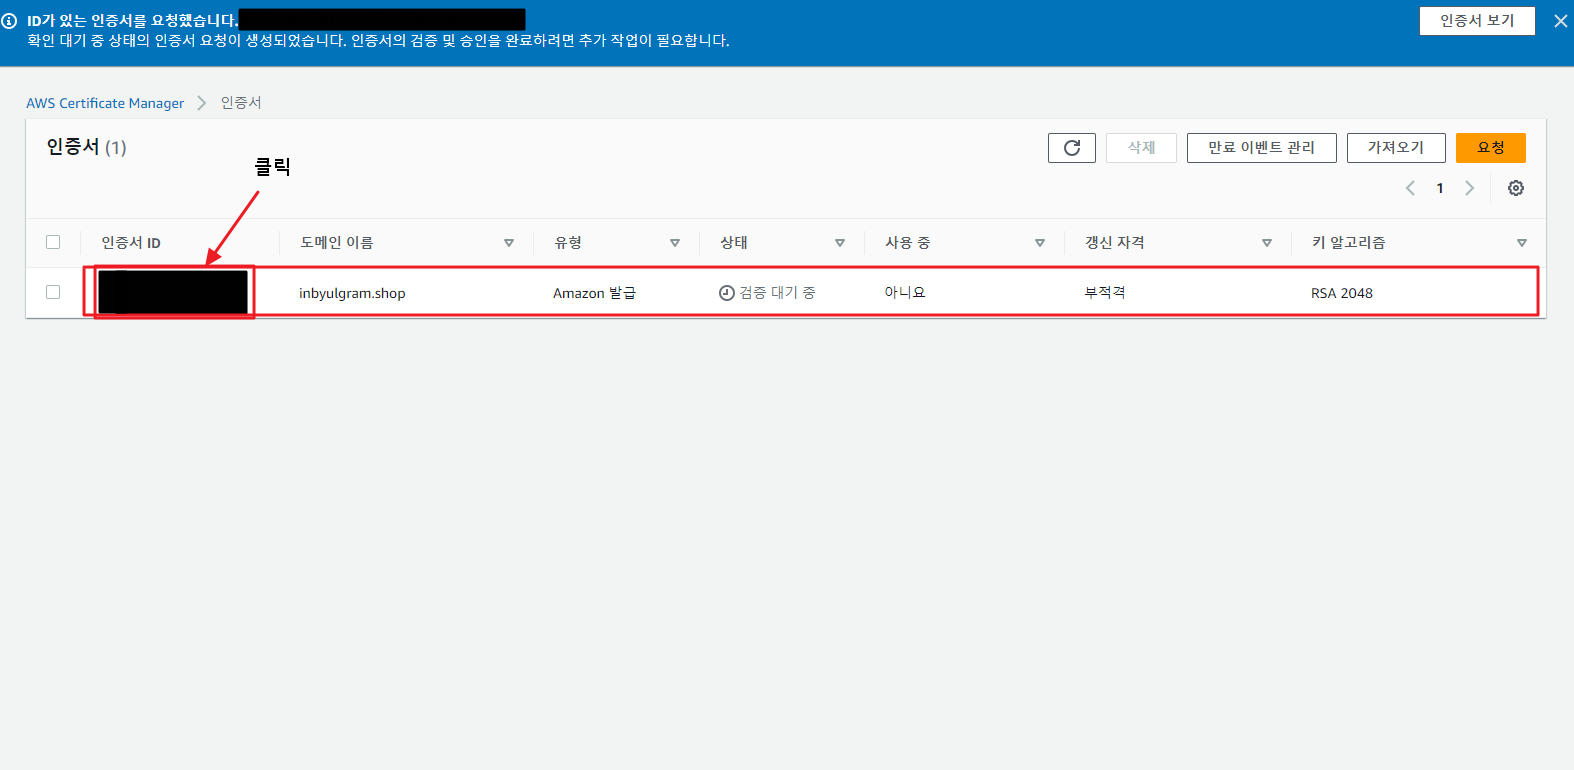 ID가 있는 인증서를 요청했습니다.
인증서 보기
확인 대기 중 상태의 인증서 요청이 생성되었습니다. 인증서의 검증 및 승인을 완료하려면 추가 작업이 필요합니다.
AWS Certificate Manager 인증서
인증서 (1)
삭제 만료 이벤트 관리 가져오기 요청
클릭
1
인증서 ID 도메인 이름 유형 상태 사용 중 갱신 자격 키 알고리즘
inbyulgram.shop Amazon 발급 검증 대기 중 아니요 부적격 RSA 2048